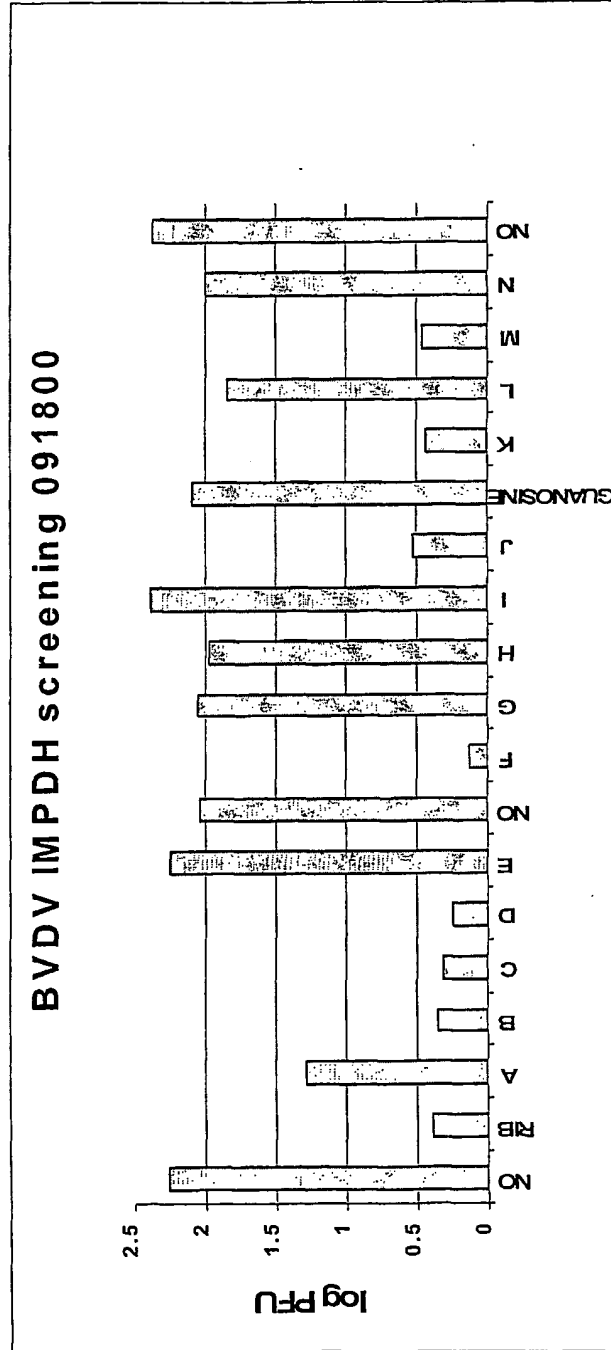 BVDV IMPDH screening 091800
log PFU
2.5
2
1.5
1
0.5
0
NO
RIB
A
B
C
D
E
NO
F
G
H
I
J
GUANOSINE
K
L
M
N
NO